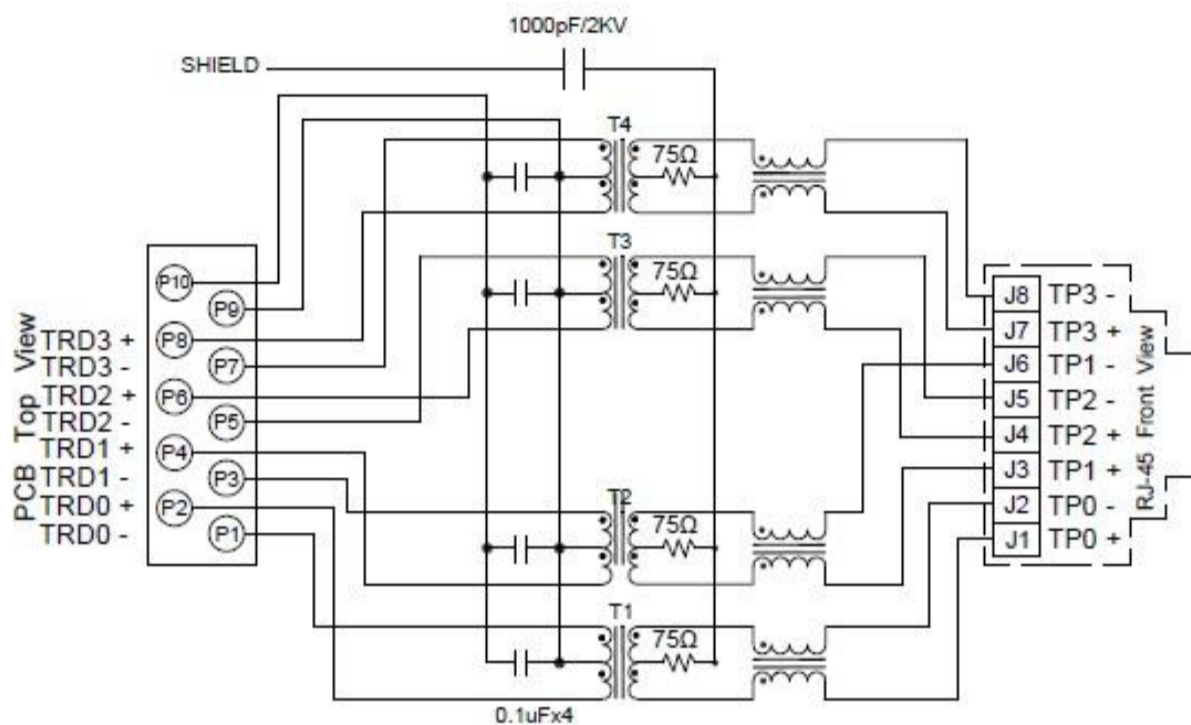 1000pF/2KV
SHIELD
T4
75Ω
T3
75Ω
T2
75Ω
T1
75Ω
0.1uFx4
PCB Top View
P10
P9
TRD3 + P8
TRD3 - P7
TRD2 + P6
TRD2 - P5
TRD1 + P4
TRD1 - P3
TRD0 + P2
TRD0 - P1
J8 TP3 -
J7 TP3 +
J6 TP1 -
J5 TP2 -
J4 TP2 +
J3 TP1 +
J2 TP0 -
J1 TP0 +
RJ-45 Front View